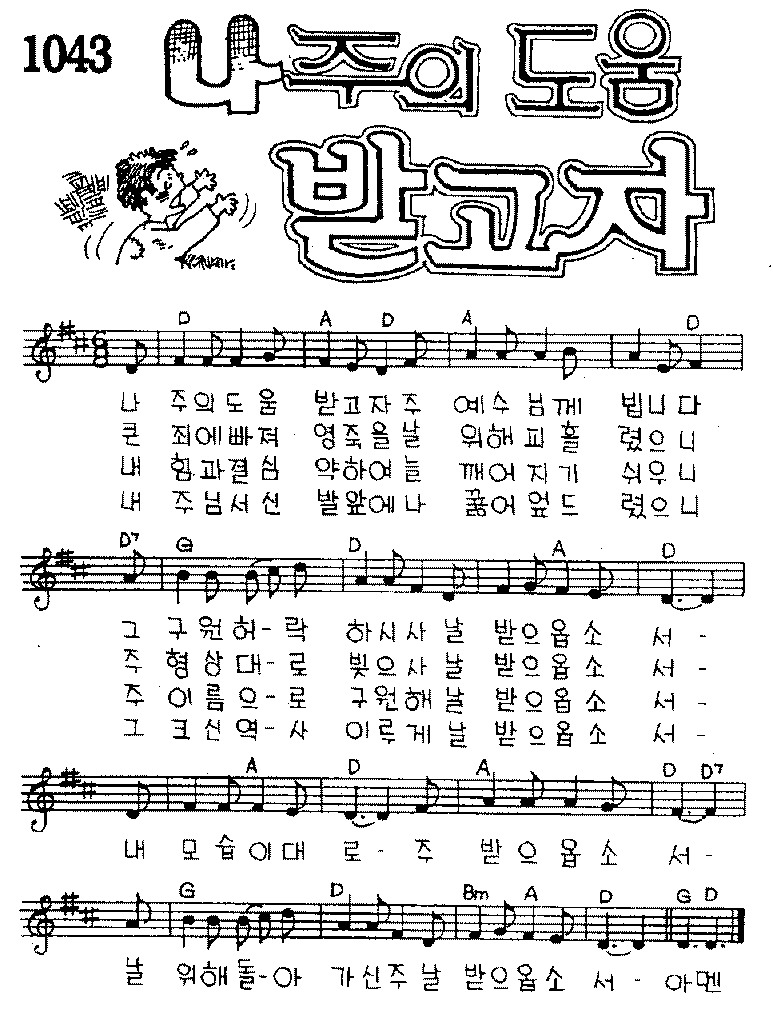 1043 나 주의 도움
받고자
D A D A D
나 주의도움 받고자주 예수님께 빕니다
큰 죄에빠져 영죽을날 위해피흘 렸으니
내 힘과결심 약하여늘 깨어지기 쉬우니
내 주님서신 발앞에나 꿇어엎드 렸으니
D7 G D A D
그 구원허-락 하시사날 받으옵소 서-
주 형상대-로 빚으사날 받으옵소 서-
주 이름으-로 구원해날 받으옵소 서-
그 크신역-사 이루게날 받으옵소 서-
A D A D D7
내 모습이대 로-주 받으옵소 서-
G D Bm A D G D
날 위해돌-아 가신주날 받으옵소 서- 아멘